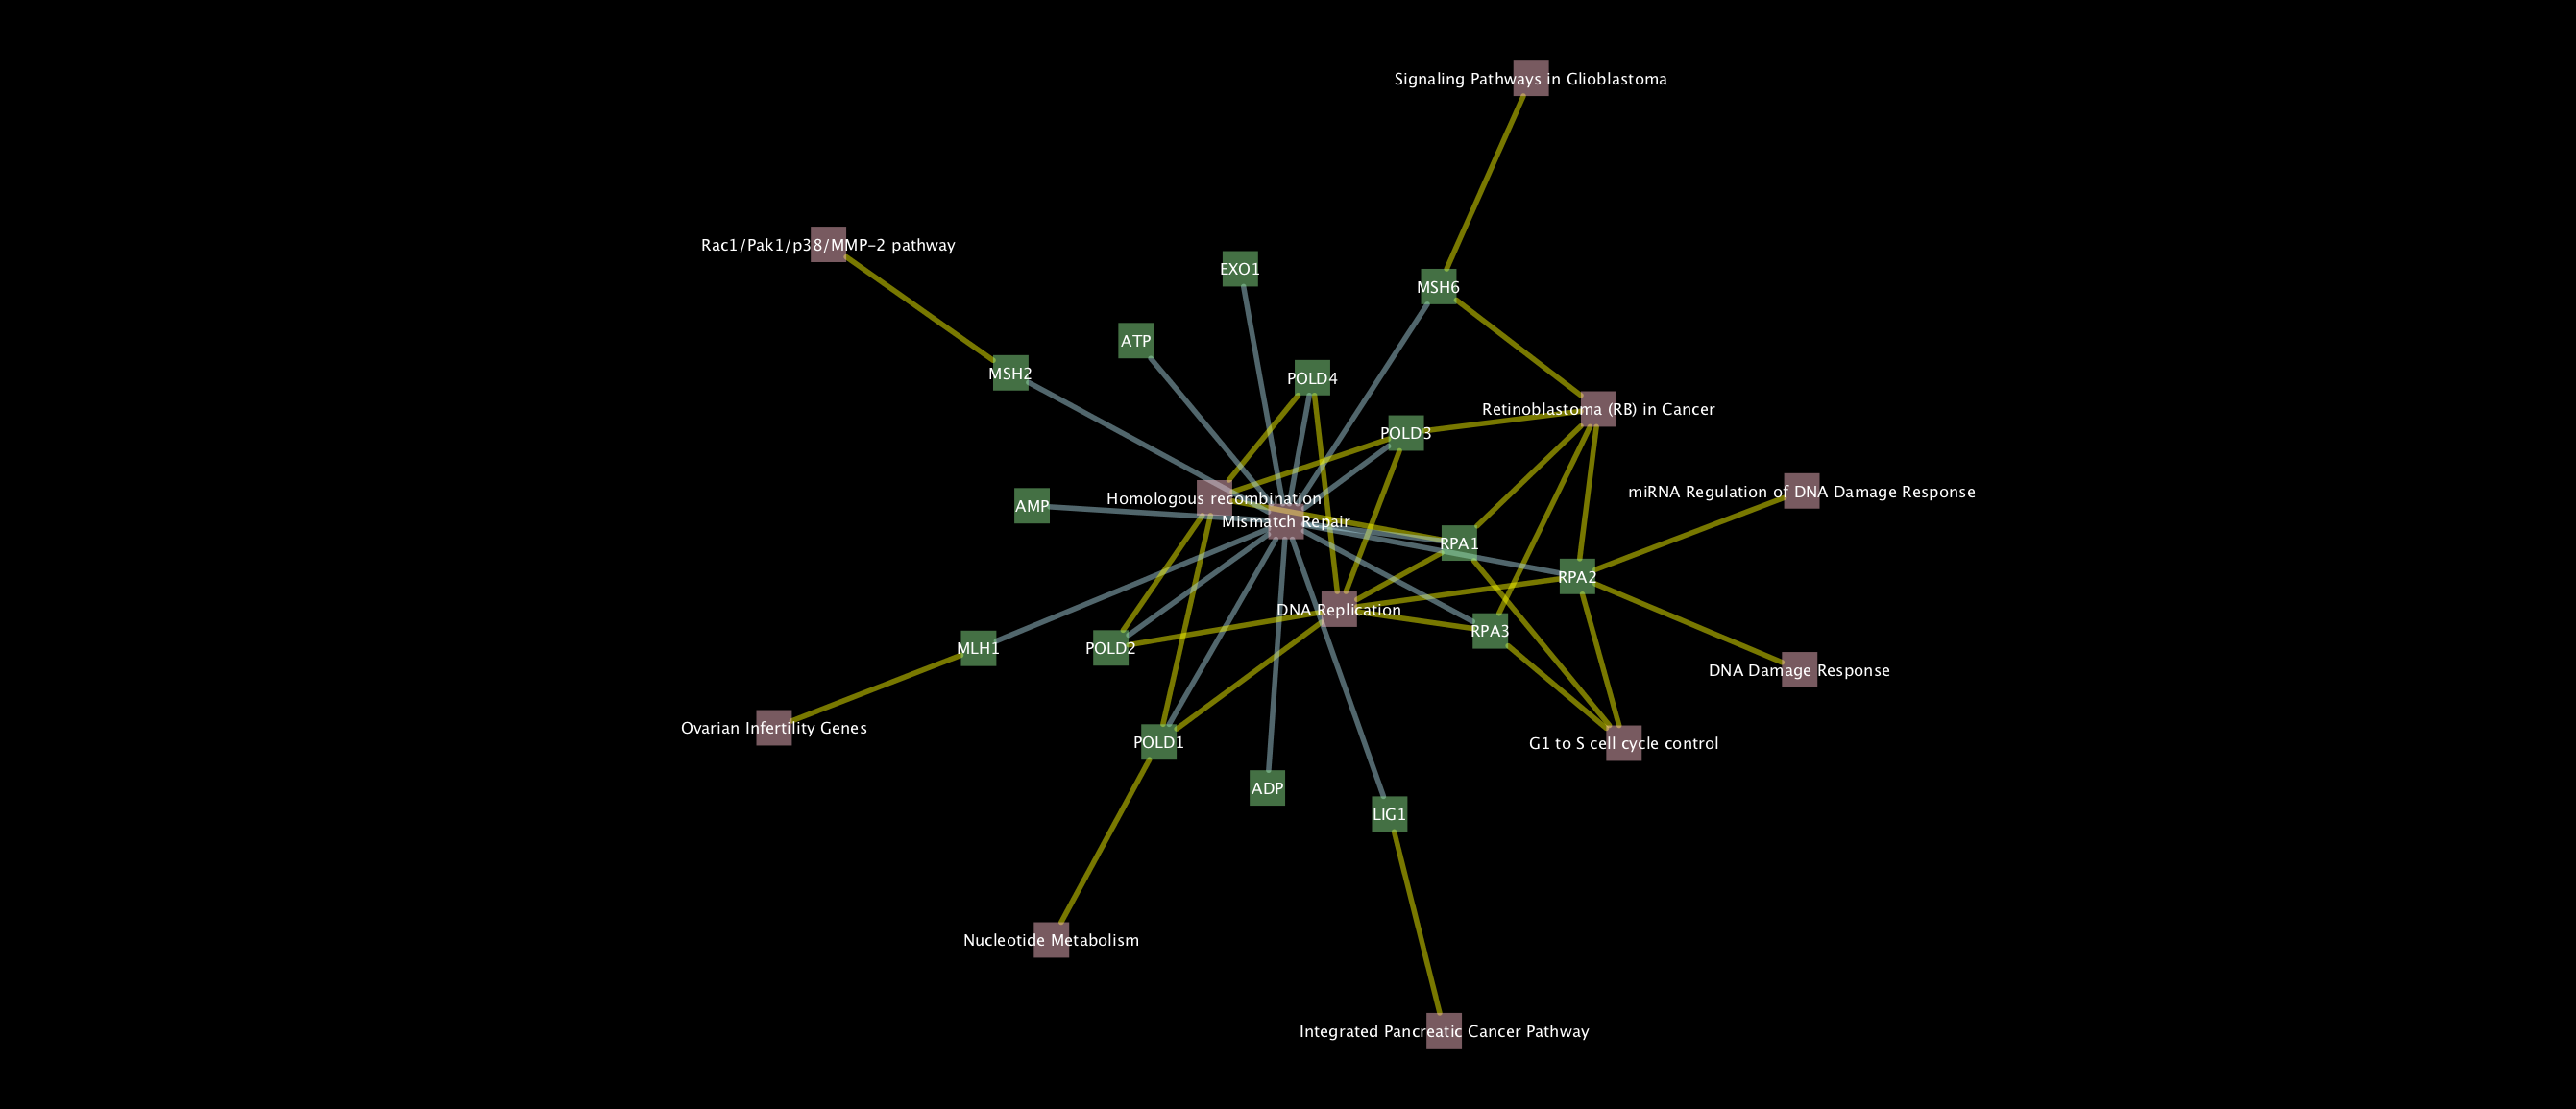 Signaling Pathways in Glioblastoma
Rac1/Pak1/p38/MMP-2 pathway
EXO1
MSH6
ATP
MSH2
POLD4
Retinoblastoma (RB) in Cancer
POLD3
miRNA Regulation of DNA Damage Response
Homologous recombination
AMP
Mismatch Repair
RPA1
RPA2
DNA Replication
RPA3
MLH1
POLD2
DNA Damage Response
Ovarian Infertility Genes
POLD1
G1 to S cell cycle control
ADP
LIG1
Nucleotide Metabolism
Integrated Pancreatic Cancer Pathway